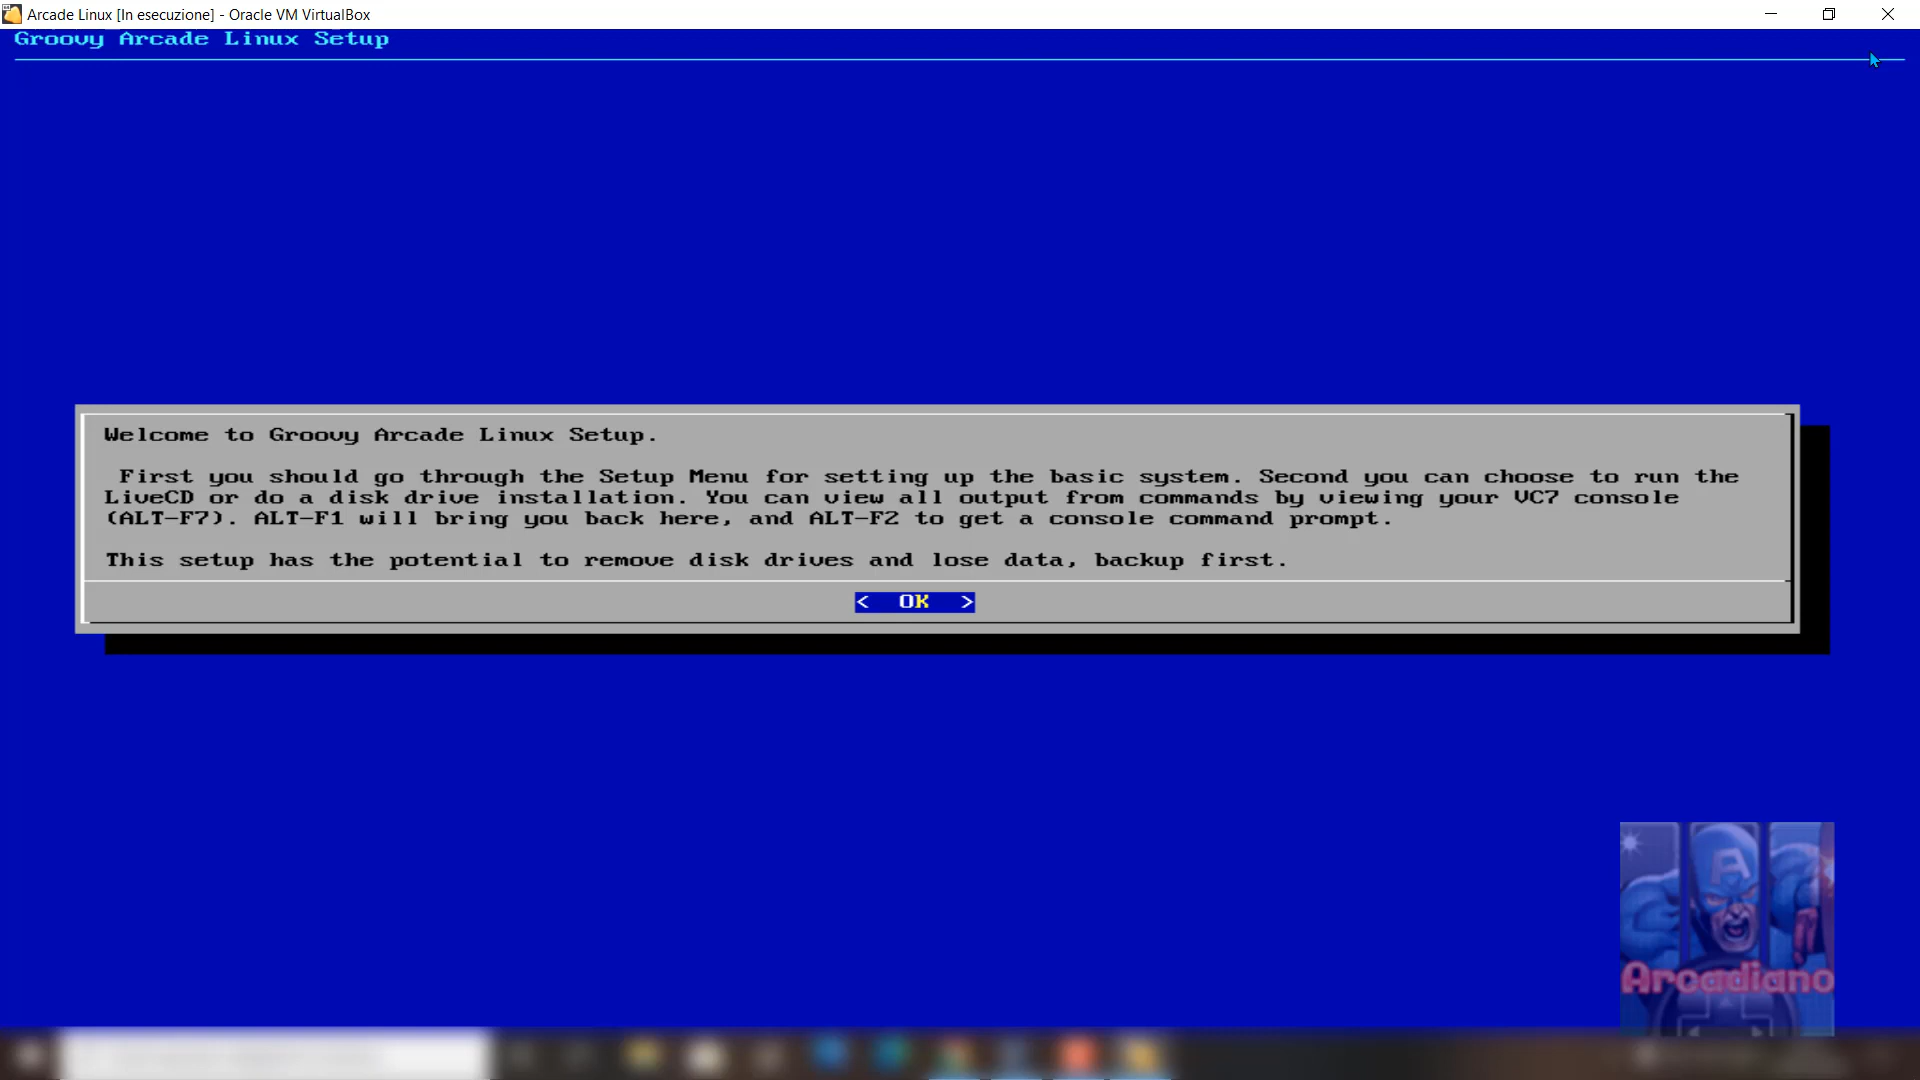 Arcade Linux [In esecuzione] - Oracle VM VirtualBox
Groovy Arcade Linux Setup
Welcome to Groovy Arcade Linux Setup.
First you should go through the Setup Menu for setting up the basic system. Second you can choose to run the
LiveCD or do a disk drive installation. You can view all output from commands by viewing your VC7 console
(ALT-F7). ALT-F1 will bring you back here, and ALT-F2 to get a console command prompt.
This setup has the potential to remove disk drives and lose data, backup first.
< OK >
A
Arcadiano